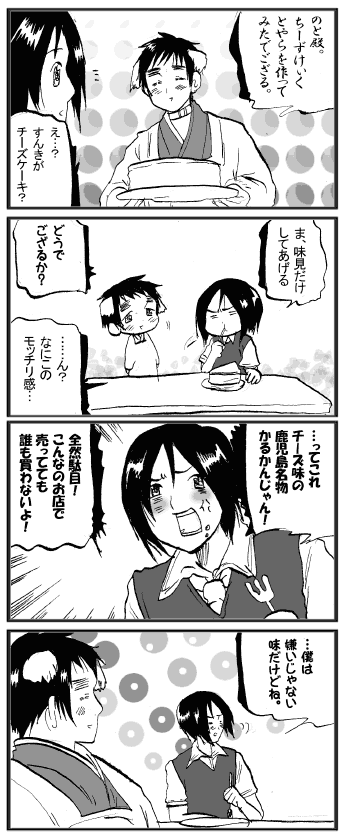 のと殿。
ちーずけいく
とやらを作って
みたでござる。
え…?
すんきが
チーズケーキ?
ま、味見だけ
してあげる
どうで
ござるか?
……ん?
なにこの
モッチリ感…
…ってこれ
チーズ味の
鹿児島名物
かるかんじゃん!
全然駄目!
こんなのお店で
売ってても
誰も買わないよ!
…僕は
嫌いじゃない
味だけどね。